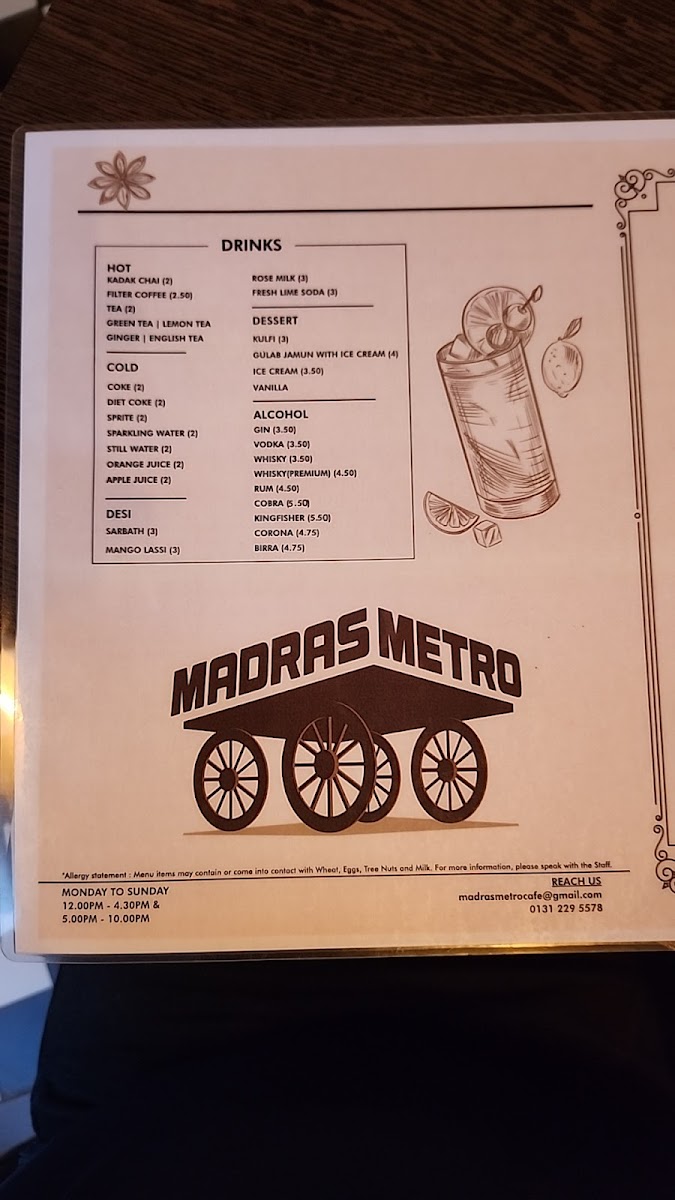 DRINKS
HOT
KADAK CHAI (2)
FILTER COFFEE (2.50)
TEA (2)
GREEN TEA | LEMON TEA
GINGER | ENGLISH TEA
COLD
COKE (2)
DIET COKE (2)
SPRITE (2)
SPARKLING WATER (2)
STILL WATER (2)
ORANGE JUICE (2)
APPLE JUICE (2)
DESI
SARBATH (3)
MANGO LASSI (3)
ROSE MILK (3)
FRESH LIME SODA (3)
DESSERT
KULFI (3)
GULAB JAMUN WITH ICE CREAM (4)
ICE CREAM (3.50)
VANILLA
ALCOHOL
GIN (3.50)
VODKA (3.50)
WHISKY (3.50)
WHISKY(PREMIUM) (4.50)
RUM (4.50)
COBRA (5.50)
KINGFISHER (5.50)
CORONA (4.75)
BIRRA (4.75)
MADRAS METRO
*Allergy statement : Menu items may contain or come into contact with Wheat, Eggs, Tree Nuts and Milk. For more information, please speak with the Staff.
MONDAY TO SUNDAY
12.00PM - 4.30PM &
5.00PM - 10.00PM
REACH US
madrasmetrocafe@gmail.com
0131 229 5578